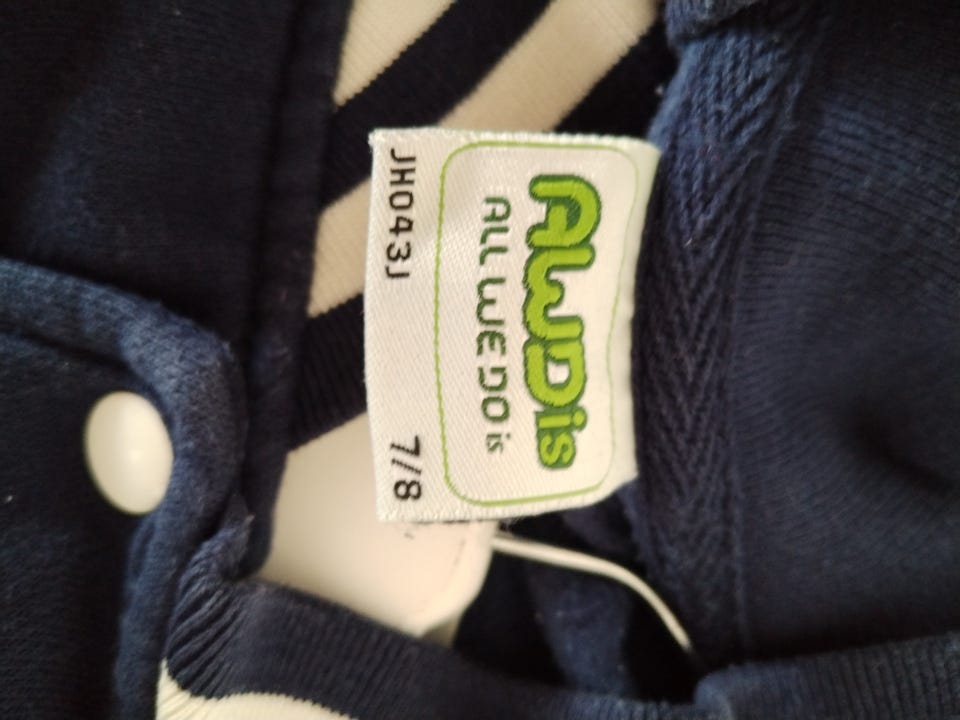 AWDis
ALL WE DO is
JH043J
7/8